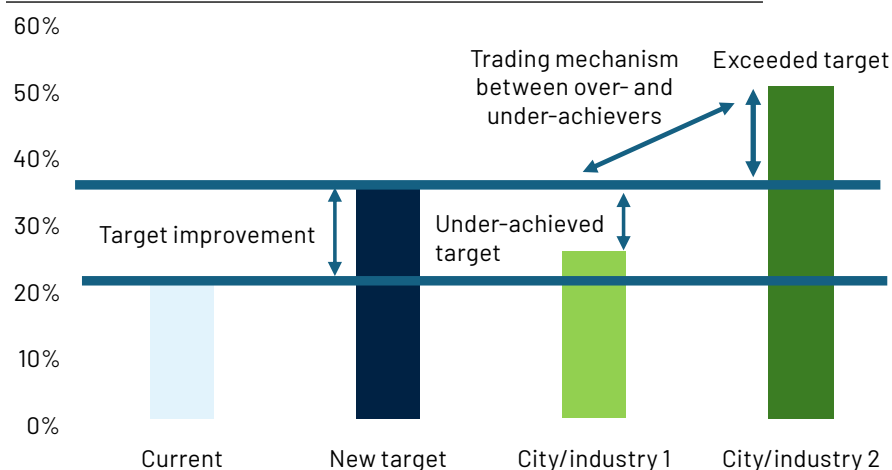 60%
50%
40%
30%
20%
10%
0%
Trading mechanism
between over- and
under-achievers
Exceeded target
Target improvement
Under-achieved
target
Current
New target
City/industry 1
City/industry 2